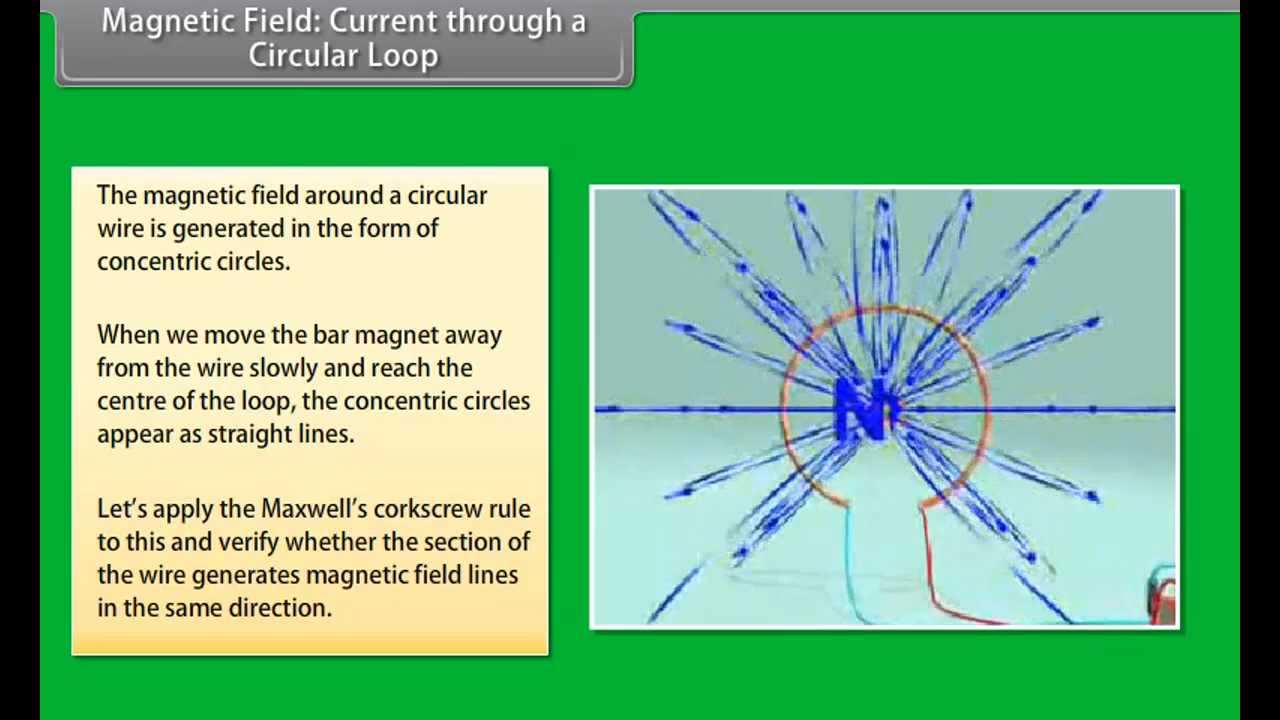 Magnetic Field: Current through a
Circular Loop
The magnetic field around a circular
wire is generated in the form of
concentric circles.
When we move the bar magnet away
from the wire slowly and reach the
centre of the loop, the concentric circles
appear as straight lines.
Let’s apply the Maxwell’s corkscrew rule
to this and verify whether the section of
the wire generates magnetic field lines
in the same direction.
N